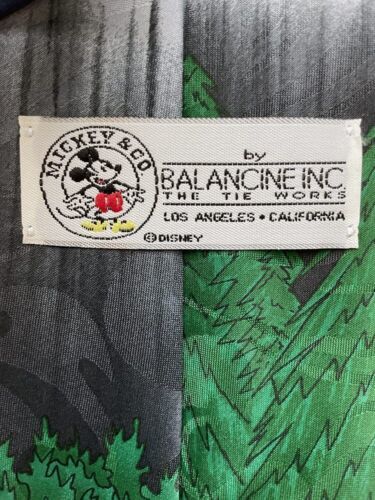 MICKEY & CO.
by
BALANCINE INC.
THE TIE WORKS
LOS ANGELES • CALIFORNIA
© DISNEY